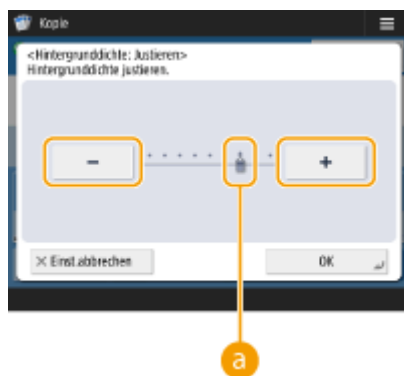 Kopie
<Hintergrunddichte: Justieren>
Hintergrunddichte justieren.
− +
× Einst.abbrechen OK
a